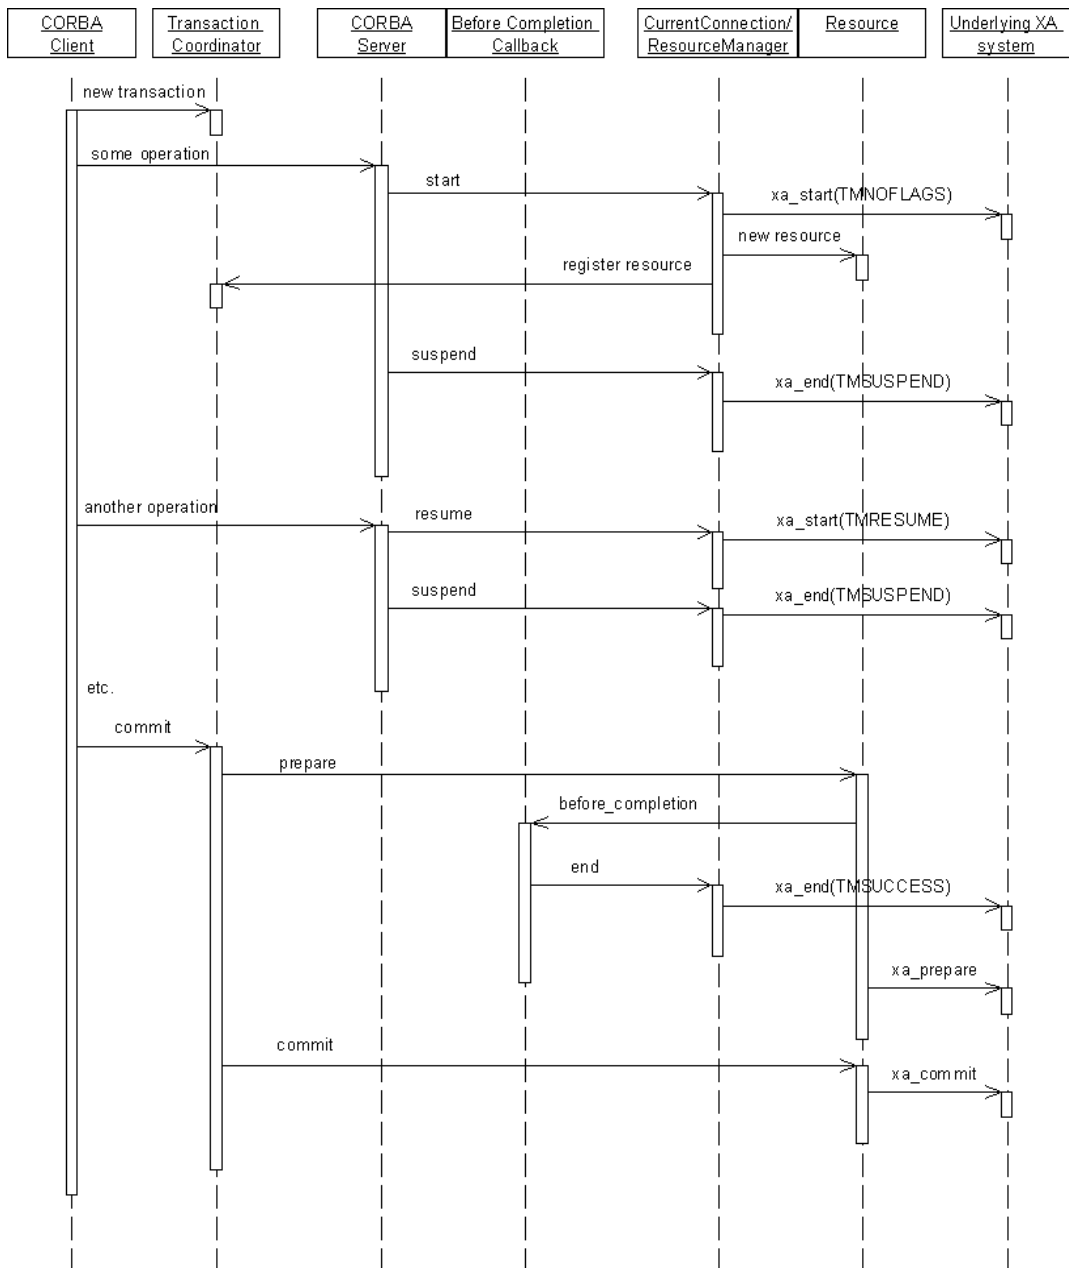 CORBA
Client
Transaction
Coordinator
CORBA
Server
Before Completion
Callback
CurrentConnection/
ResourceManager
Resource
Underlying XA
system
new transaction
some operation
start
xa_start(TMNOFLAGS)
new resource
register resource
suspend
xa_end(TMSUSPEND)
another operation
resume
xa_start(TMRESUME)
suspend
xa_end(TMSUSPEND)
etc.
commit
prepare
before_completion
end
xa_end(TMSUCCESS)
xa_prepare
commit
xa_commit